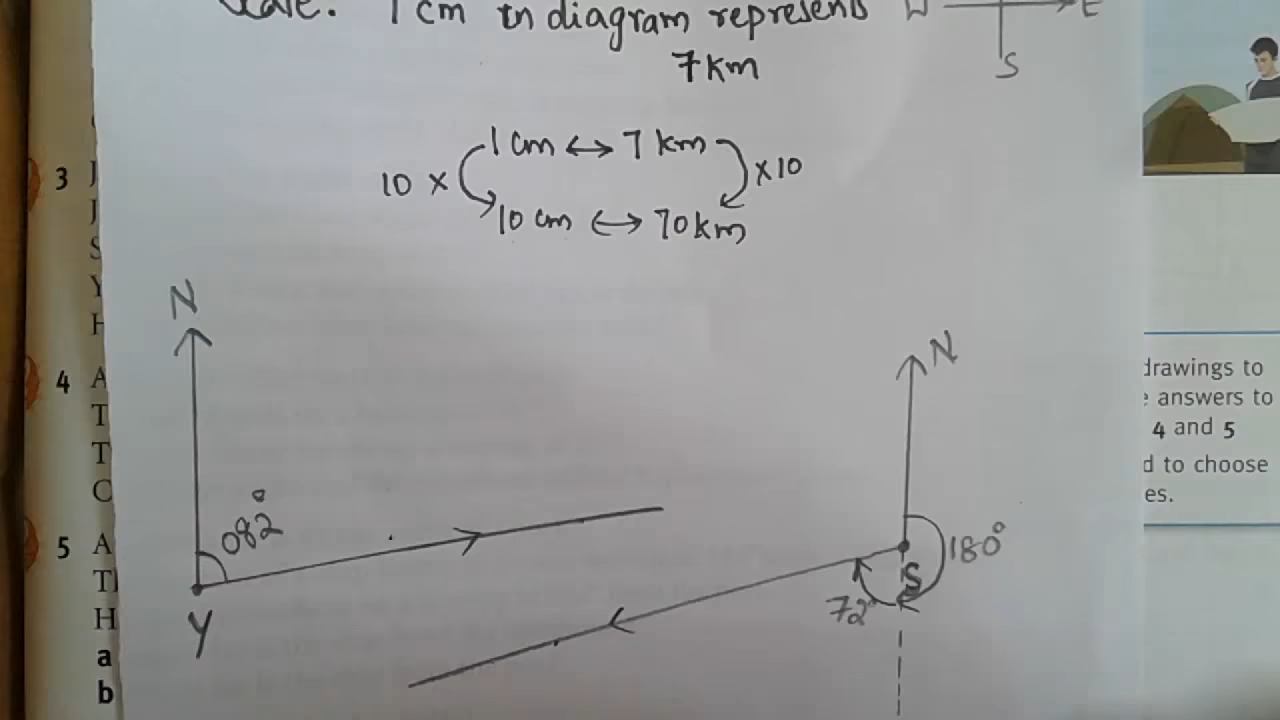 Scale: 1 cm in diagram represents
7 km
W E
S
1 cm ↔ 7 km
10 × ×10
10 cm ↔ 70 km
N
N
082°
Y
180°
S
72°
3 J
J
S
Y
H
4 A
T
T
C
5 A
T
H
a
b
drawings to
answers to
4 and 5
d to choose
es.